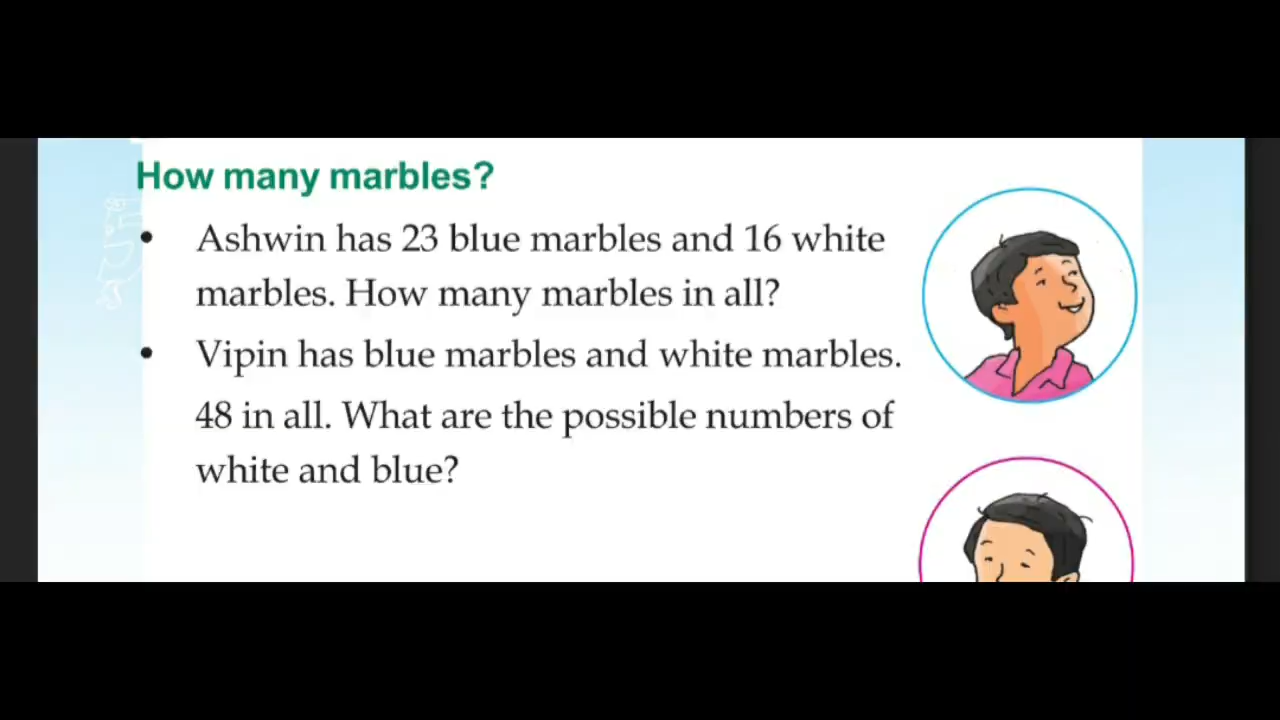 How many marbles?
• Ashwin has 23 blue marbles and 16 white
marbles. How many marbles in all?
• Vipin has blue marbles and white marbles.
48 in all. What are the possible numbers of
white and blue?